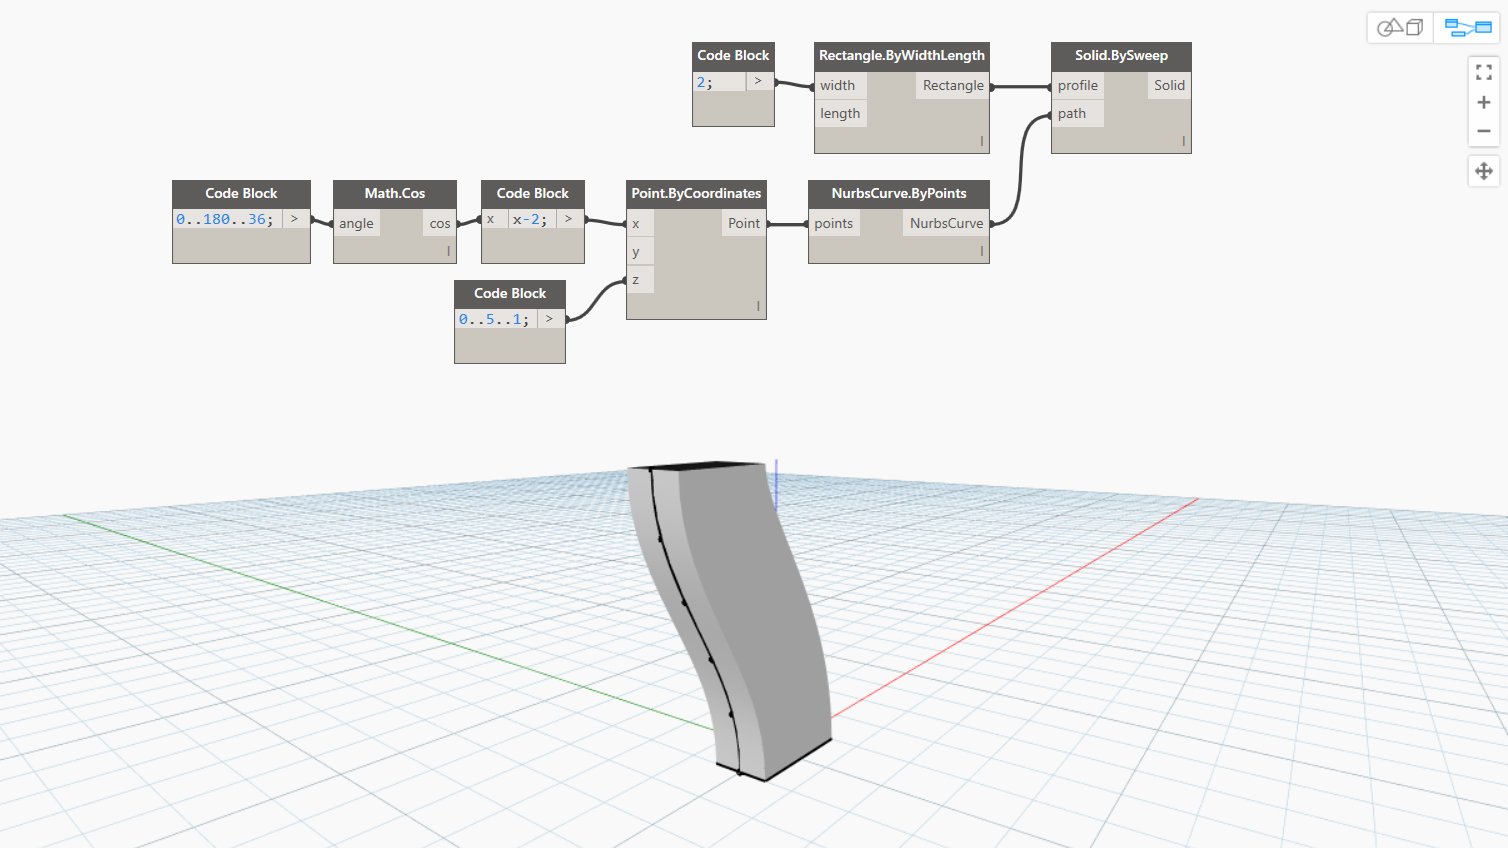 Code Block
2;
>
Rectangle.ByWidthLength
width
Rectangle
length
Solid.BySweep
profile
Solid
path
Code Block
0..180..36;
>
Math.Cos
angle
cos
Code Block
x
x-2;
>
Point.ByCoordinates
x
Point
y
z
NurbsCurve.ByPoints
points
NurbsCurve
Code Block
0..5..1;
>